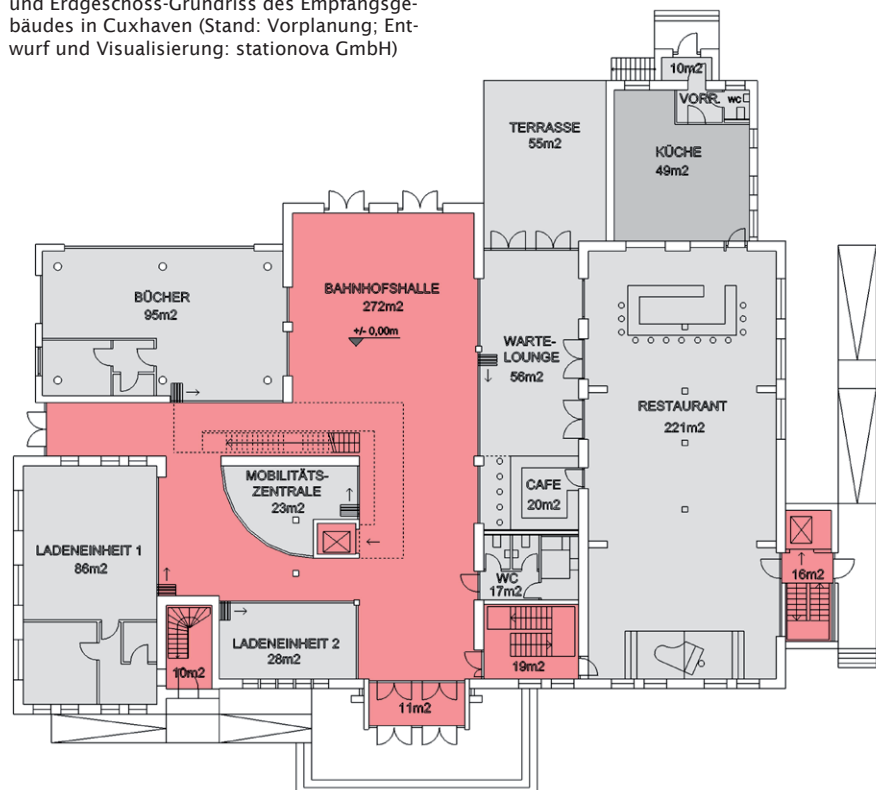 und Erdgeschoss-Grundriss des Empfangsge-
bäudes in Cuxhaven (Stand: Vorplanung; Ent-
wurf und Visualisierung: stationova GmbH)
10m2
VORR.
WC
TERRASSE
55m2
KÜCHE
49m2
BÜCHER
95m2
BAHNHOFSHALLE
272m2
+/- 0,00m
WARTE-
LOUNGE
56m2
RESTAURANT
221m2
MOBILITÄTS-
ZENTRALE
23m2
CAFE
20m2
LADENEINHEIT 1
86m2
WC
17m2
16m2
LADENEINHEIT 2
28m2
10m2
19m2
11m2